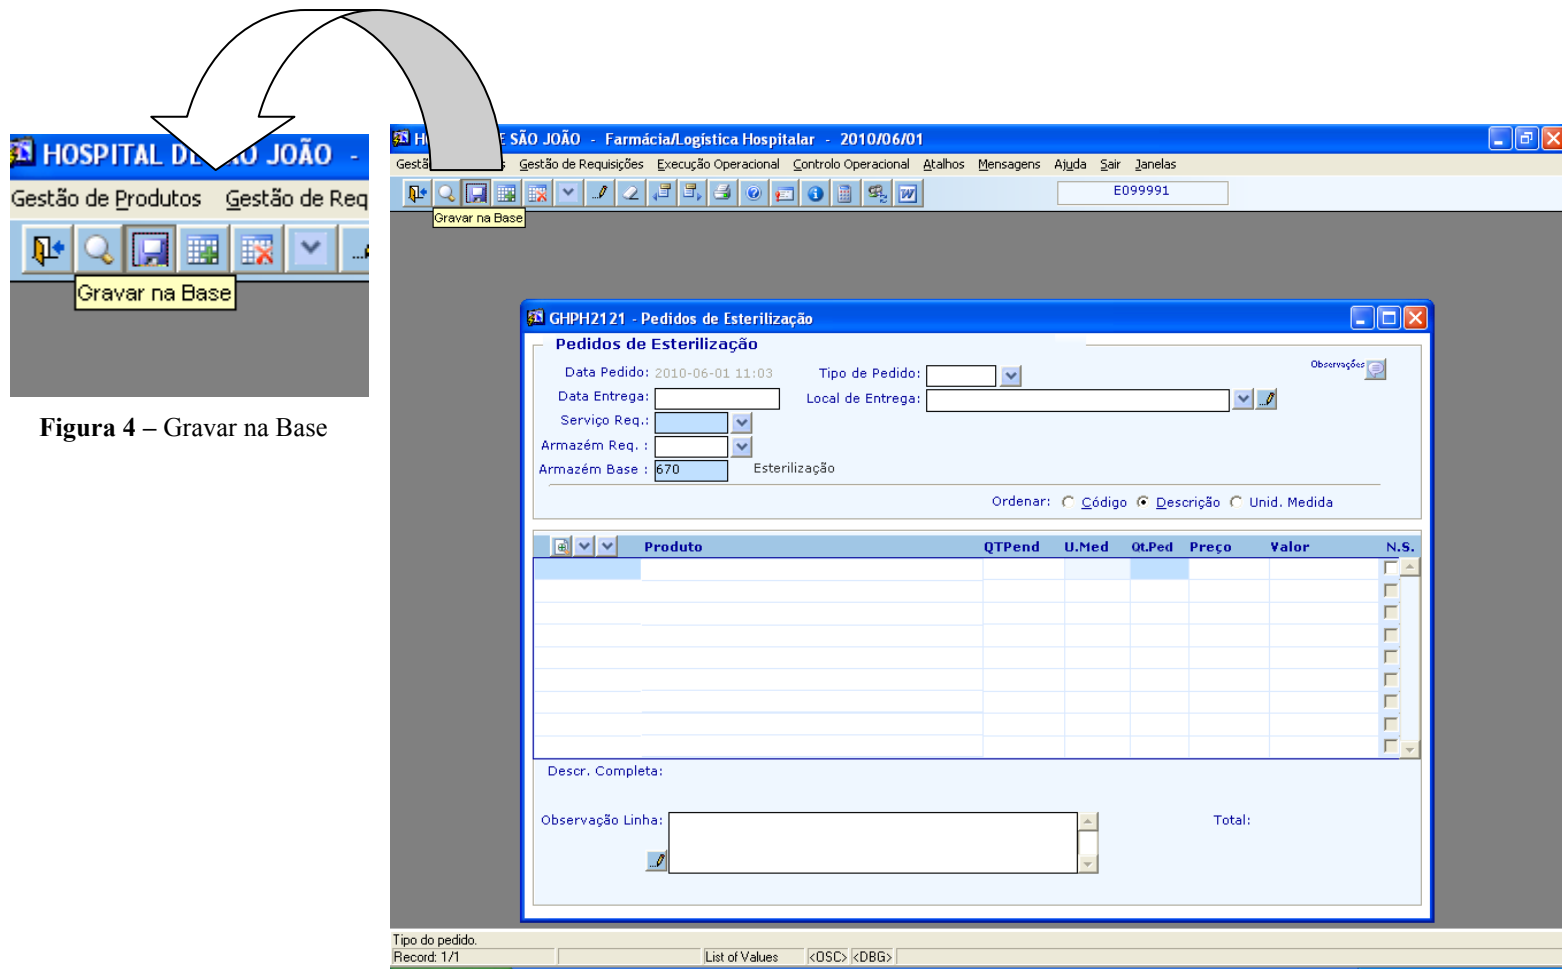 HOSPITAL DE SÃO JOÃO -
Gestão de Produtos Gestão de Req
Gravar na Base
Figura 4 – Gravar na Base
SÃO JOÃO - Farmácia/Logística Hospitalar - 2010/06/01
Gestão de Requisições Execução Operacional Controlo Operacional Atalhos Mensagens Ajuda Sair Janelas
E099991
Gravar na Base
GHPH2121 - Pedidos de Esterilização
Pedidos de Esterilização
Observações
Data Pedido: 2010-06-01 11:03 Tipo de Pedido:
Data Entrega: Local de Entrega:
Serviço Req.:
Armazém Req. :
Armazém Base : 670 Esterilização
Ordenar: Código Descrição Unid. Medida
Produto QTPend U.Med Qt.Ped Preço Valor N.S.
Descr. Completa:
Observação Linha: Total:
Tipo do pedido.
Record: 1/1 List of Values <OSC> <DBG>